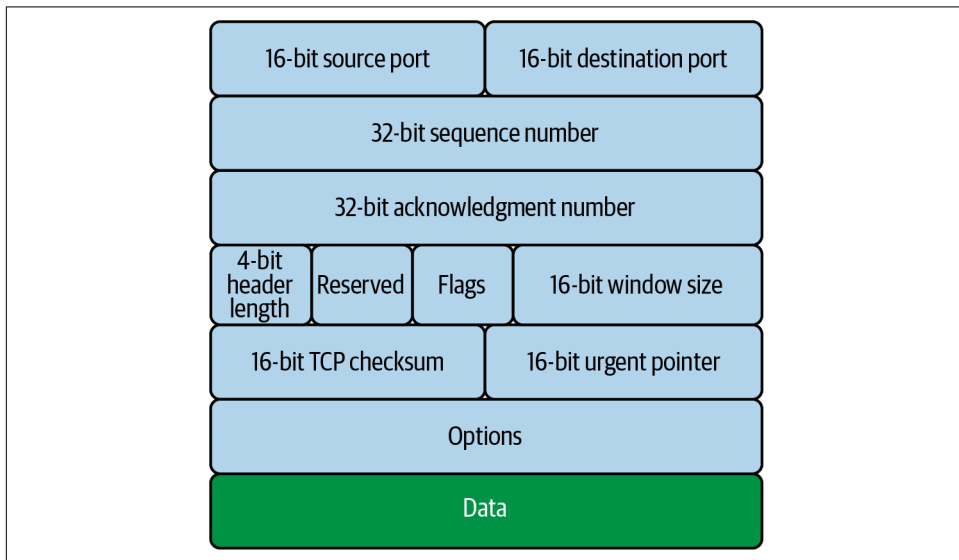 16-bit source port
16-bit destination port
32-bit sequence number
32-bit acknowledgment number
4-bit
header
length
Reserved
Flags
16-bit window size
16-bit TCP checksum
16-bit urgent pointer
Options
Data